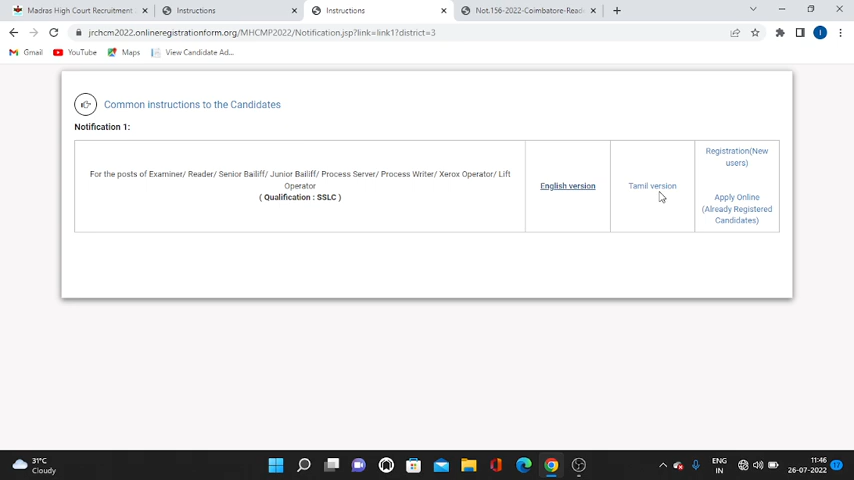 Madras High Court Recruitment
Instructions
Instructions
Not.156-2022-Coimbatore-Read
jrchcm2022.onlineregistrationform.org/MHCMP2022/Notification.jsp?link=link1?district=3
Gmail
YouTube
Maps
View Candidate Ad...
Common instructions to the Candidates
Notification 1:
For the posts of Examiner/ Reader/ Senior Bailiff/ Junior Bailiff/ Process Server/ Process Writer/ Xerox Operator/ Lift
Operator
( Qualification : SSLC )
English version
Tamil version
Registration(New
users)
Apply Online
(Already Registered
Candidates)
31°C
Cloudy
ENG
IN
11:46
26-07-2022
17